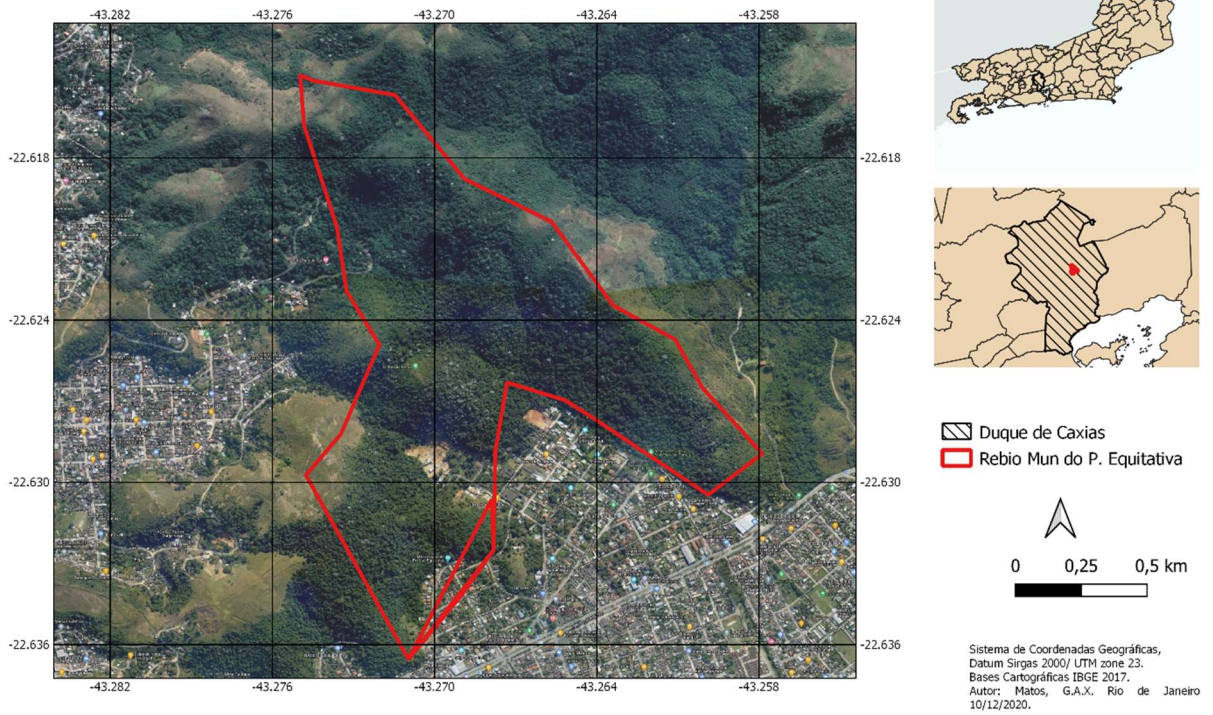 -43.282 -43.276 -43.270 -43.264 -43.258
-22.618 -22.618
-22.624 -22.624
-22.630 -22.630
-22.636 -22.636
-43.282 -43.276 -43.270 -43.264 -43.258
Duque de Caxias
Rebio Mun do P. Equitativa
0 0,25 0,5 km
Sistema de Coordenadas Geográficas,
Datum Sirgas 2000/ UTM zone 23.
Bases Cartográficas IBGE 2017.
Autor: Matos, G.A.X. Rio de Janeiro
10/12/2020.